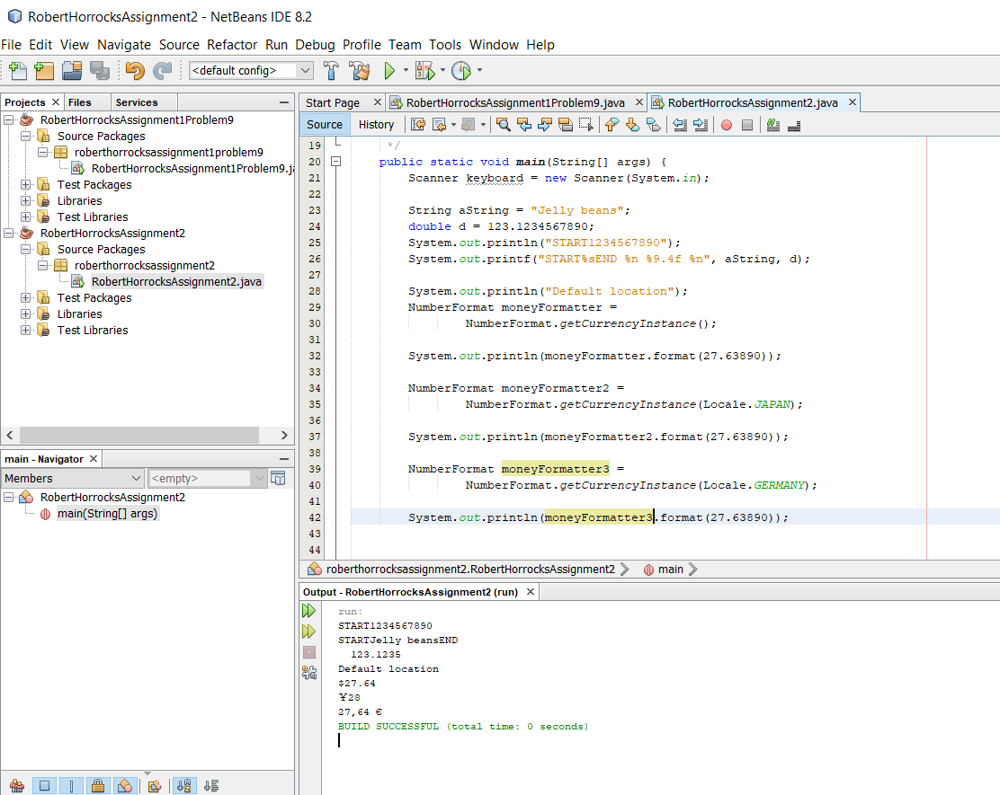 RobertHorrocksAssignment2 - NetBeans IDE 8.2
File Edit View Navigate Source Refactor Run Debug Profile Team Tools Window Help
<default config>
Projects Files Services
RobertHorrocksAssignment1Problem9
Source Packages
roberthorrocksassignment1problem9
RobertHorrocksAssignment1Problem9.ja
Test Packages
Libraries
Test Libraries
RobertHorrocksAssignment2
Source Packages
roberthorrocksassignment2
RobertHorrocksAssignment2.java
Test Packages
Libraries
Test Libraries
main - Navigator
Members <empty>
RobertHorrocksAssignment2
main(String[] args)
Start Page RobertHorrocksAssignment1Problem9.java RobertHorrocksAssignment2.java
Source History
19 */
20 public static void main(String[] args) {
21 Scanner keyboard = new Scanner(System.in);
22
23 String aString = "Jelly beans";
24 double d = 123.1234567890;
25 System.out.println("START1234567890");
26 System.out.printf("START%sEND %n %9.4f %n", aString, d);
27
28 System.out.println("Default location");
29 NumberFormat moneyFormatter =
30 NumberFormat.getCurrencyInstance();
31
32 System.out.println(moneyFormatter.format(27.63890));
33
34 NumberFormat moneyFormatter2 =
35 NumberFormat.getCurrencyInstance(Locale.JAPAN);
36
37 System.out.println(moneyFormatter2.format(27.63890));
38
39 NumberFormat moneyFormatter3 =
40 NumberFormat.getCurrencyInstance(Locale.GERMANY);
41
42 System.out.println(moneyFormatter3.format(27.63890));
43
44
roberthorrocksassignment2.RobertHorrocksAssignment2 main
Output - RobertHorrocksAssignment2 (run)
run:
START1234567890
STARTJelly beansEND
123.1235
Default location
$27.64
¥28
27,64 €
BUILD SUCCESSFUL (total time: 0 seconds)